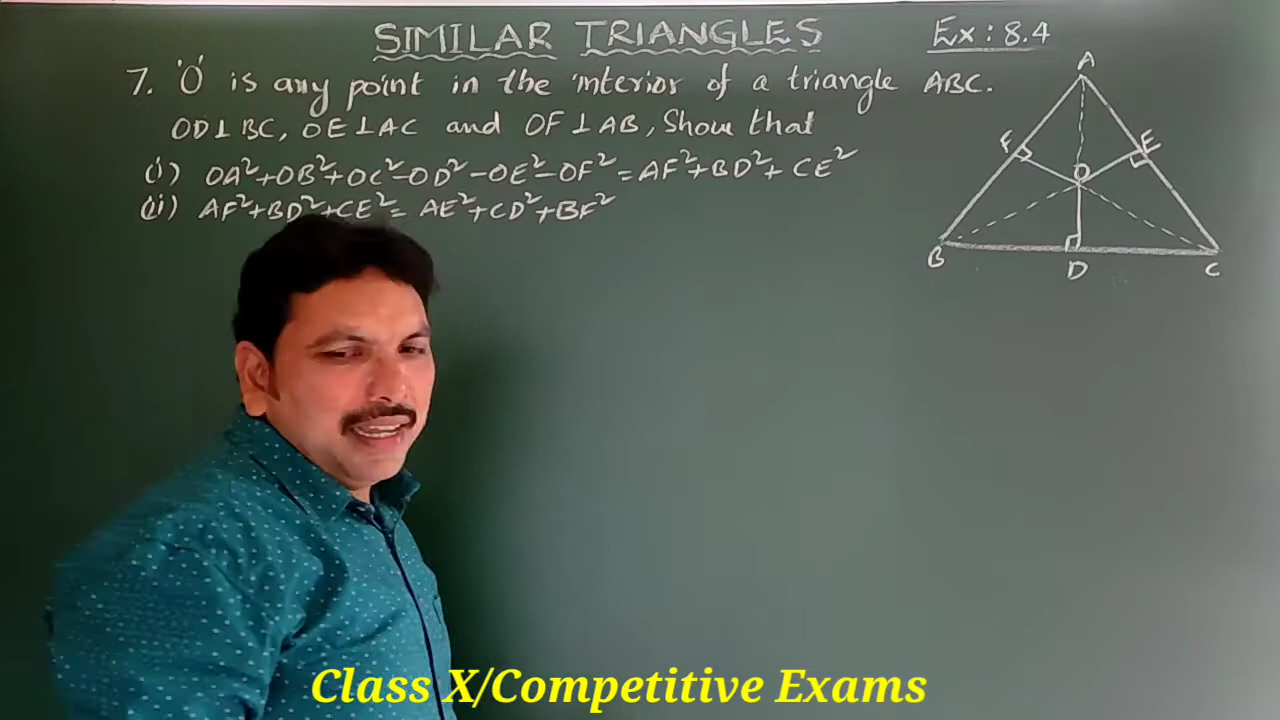 SIMILAR TRIANGLES Ex: 8.4
7. 'O' is any point in the interior of a triangle ABC.
OD⊥BC, OE⊥AC and OF⊥AB, Show that
(i) OA²+OB²+OC²-OD²-OE²-OF²=AF²+BD²+CE²
(ii) AF²+BD²+CE²= AE²+CD²+BF²
A
F E
O
B D C
Class X/Competitive Exams